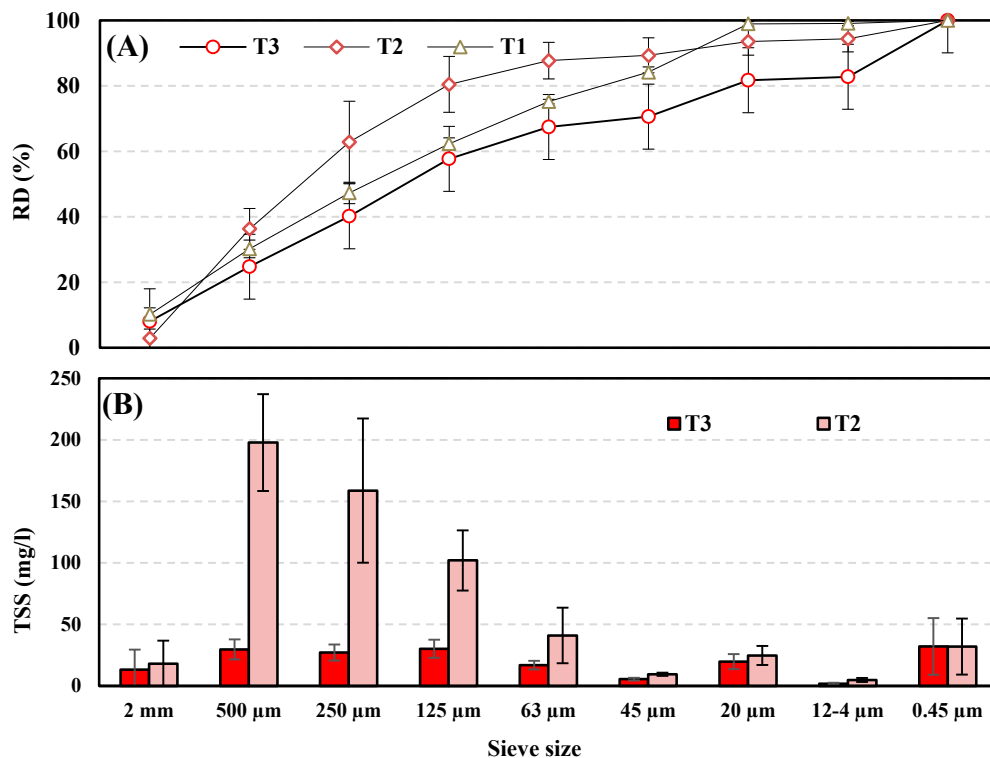 100
80
60
40
20
0
RD (%)
(A)
T3
T2
T1
250
200
150
100
50
0
TSS (mg/l)
(B)
T3
T2
2 mm
500 µm
250 µm
125 µm
63 µm
45 µm
20 µm
12-4 µm
0.45 µm
Sieve size